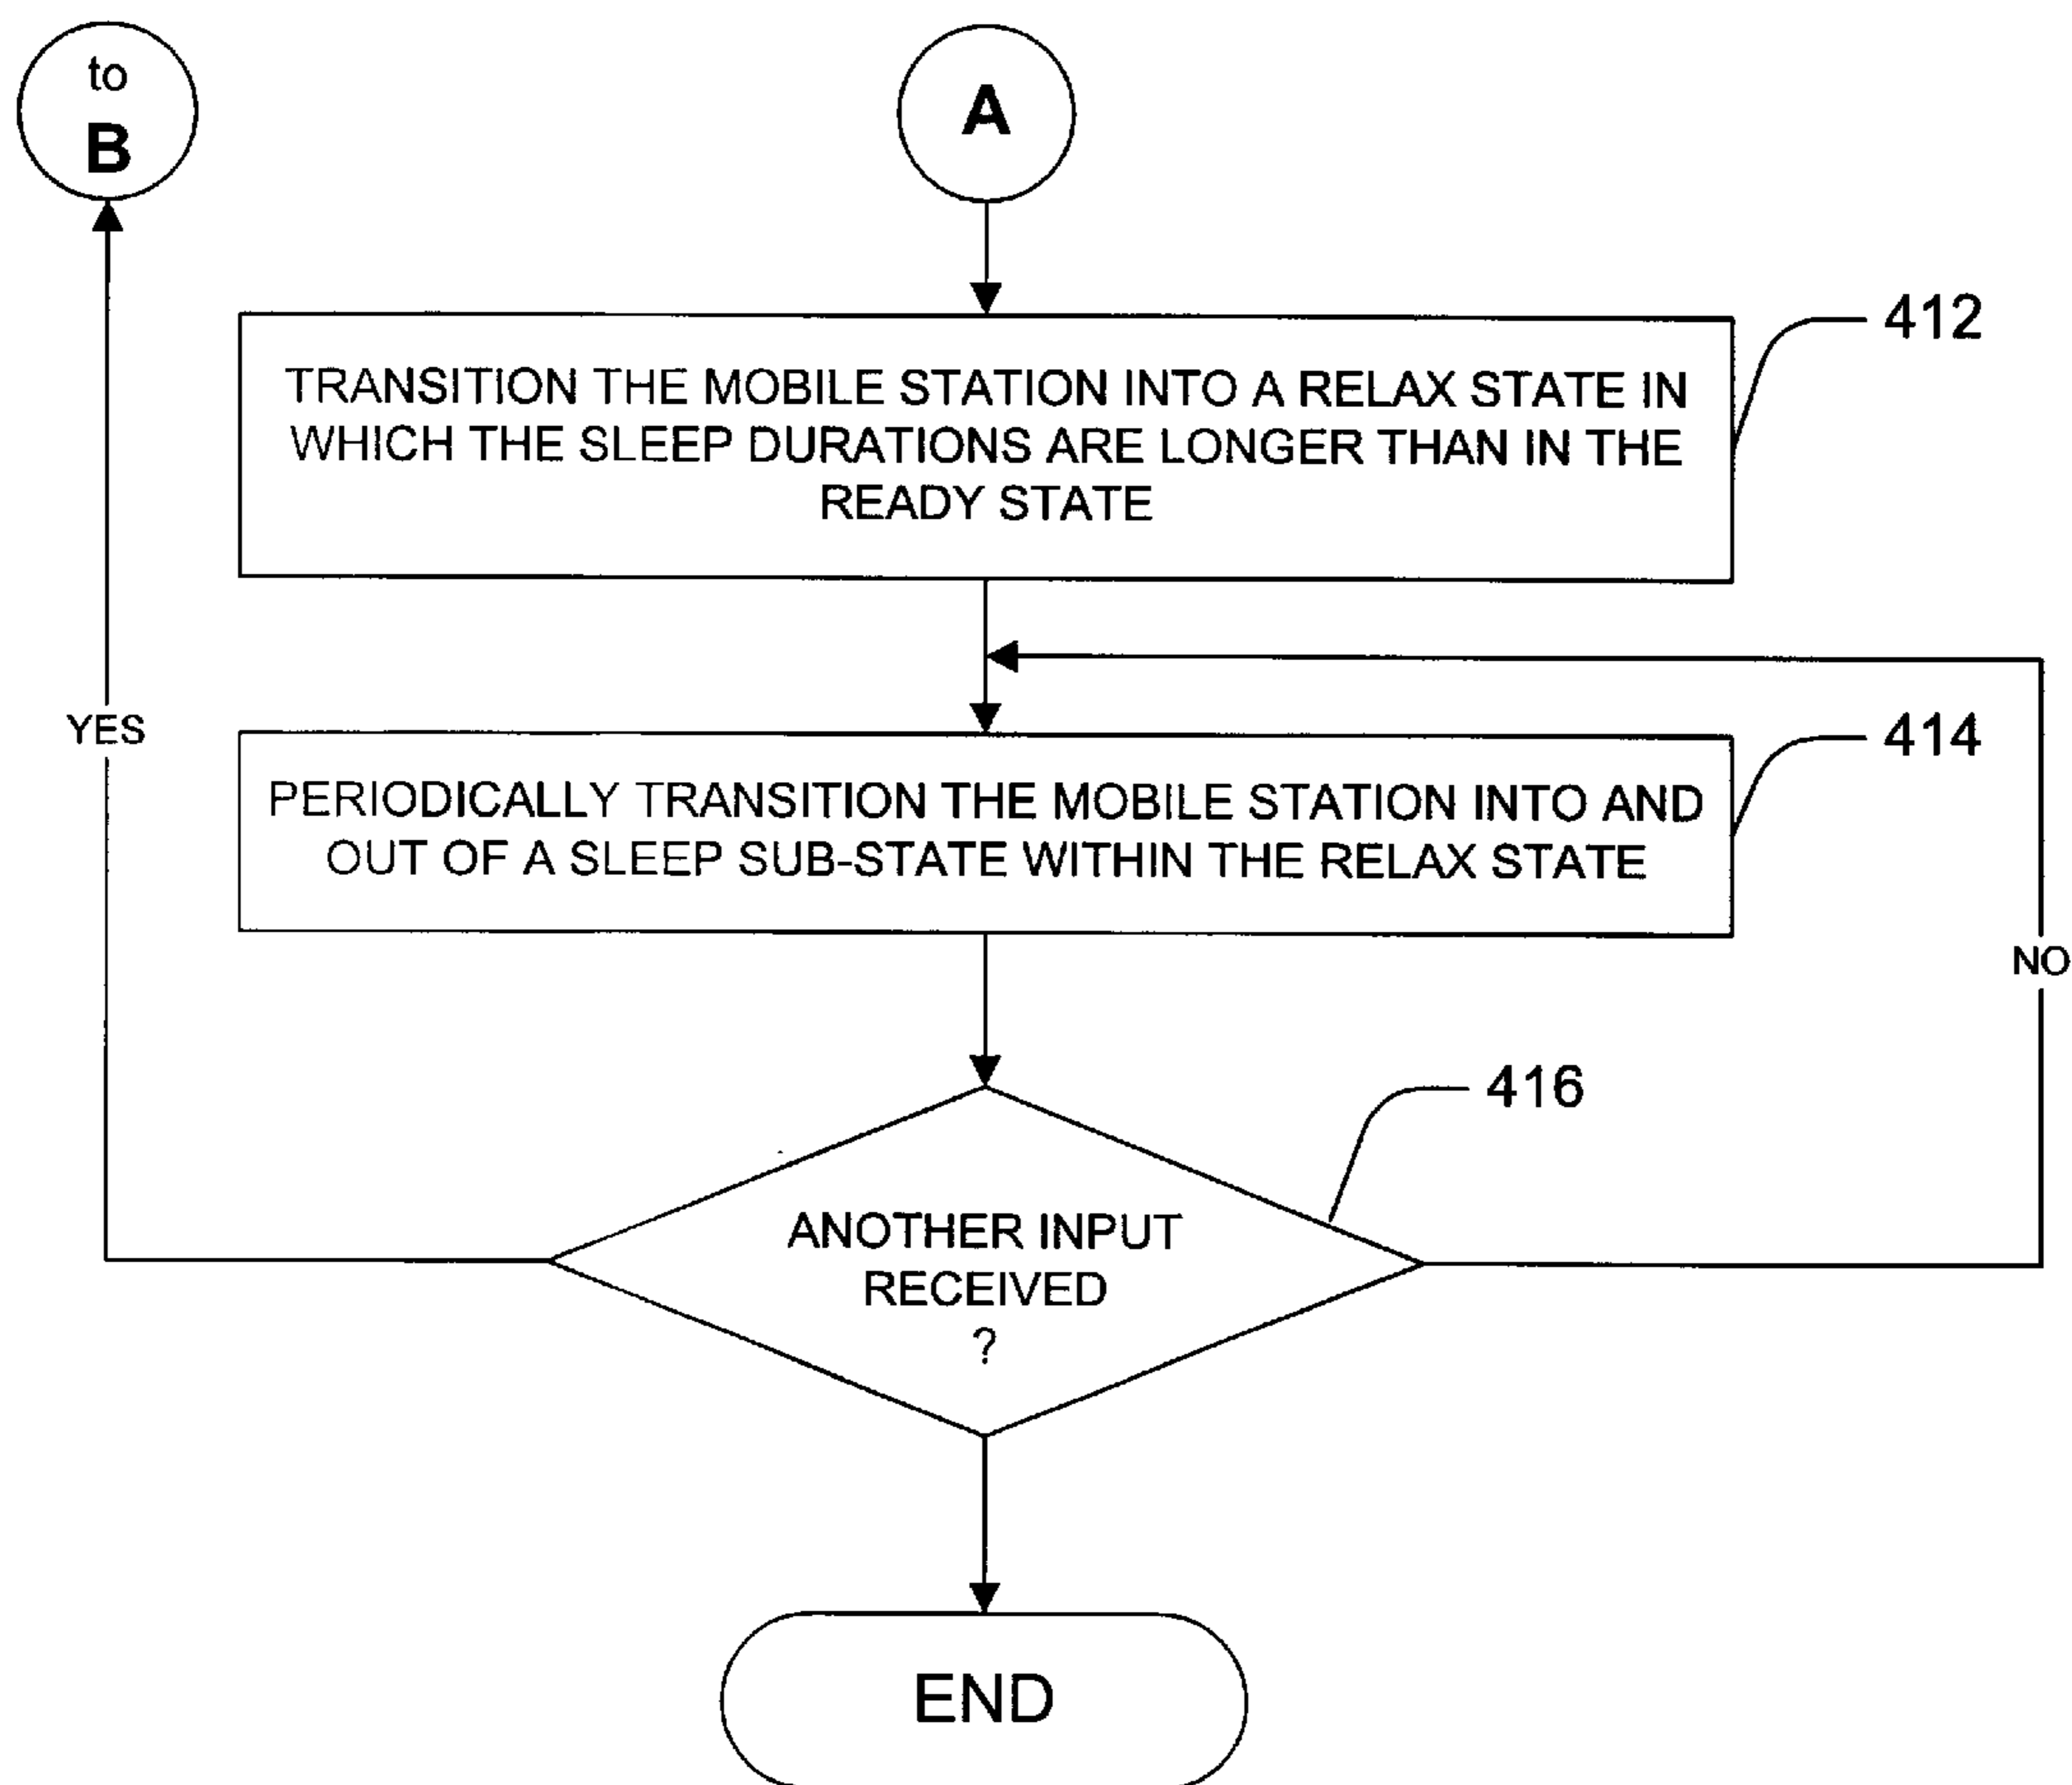 to
B
A
412
TRANSITION THE MOBILE STATION INTO A RELAX STATE IN
WHICH THE SLEEP DURATIONS ARE LONGER THAN IN THE
READY STATE
YES
414
PERIODICALLY TRANSITION THE MOBILE STATION INTO AND
OUT OF A SLEEP SUB-STATE WITHIN THE RELAX STATE
NO
416
ANOTHER INPUT
RECEIVED
?
END